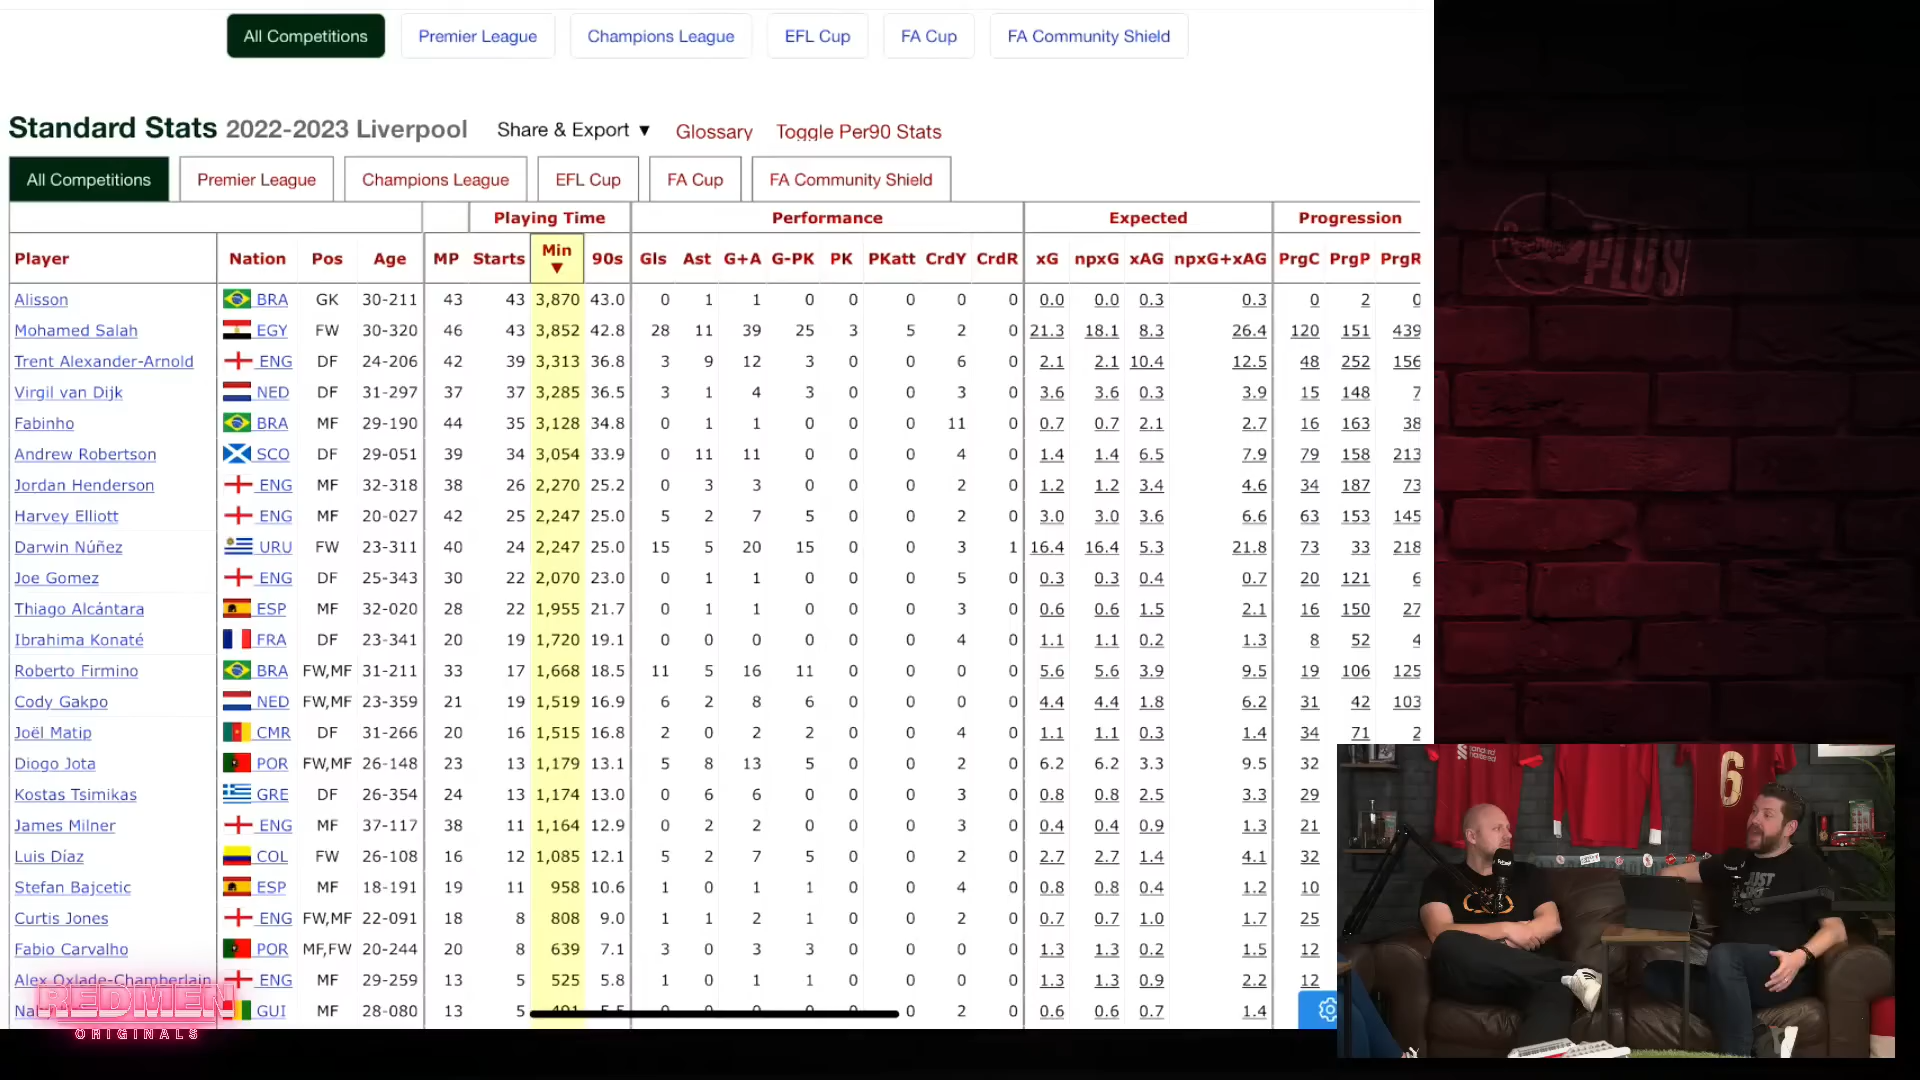 All Competitions Premier League Champions League EFL Cup FA Cup FA Community Shield
Standard Stats 2022-2023 Liverpool Share & Export ▼ Glossary Toggle Per90 Stats
All Competitions Premier League Champions League EFL Cup FA Cup FA Community Shield
Playing Time Performance Expected Progression
Player Nation Pos Age MP Starts Min ▼ 90s Gls Ast G+A G-PK PK PKatt CrdY CrdR xG npxG xAG npxG+xAG PrgC PrgP PrgR
Alisson BRA GK 30-211 43 43 3,870 43.0 0 1 1 0 0 0 0 0 0.0 0.0 0.3 0.3 0 2 0
Mohamed Salah EGY FW 30-320 46 43 3,852 42.8 28 11 39 25 3 5 2 0 21.3 18.1 8.3 26.4 120 151 439
Trent Alexander-Arnold ENG DF 24-206 42 39 3,313 36.8 3 9 12 3 0 0 6 0 2.1 2.1 10.4 12.5 48 252 156
Virgil van Dijk NED DF 31-297 37 37 3,285 36.5 3 1 4 3 0 0 3 0 3.6 3.6 0.3 3.9 15 148 7
Fabinho BRA MF 29-190 44 35 3,128 34.8 0 1 1 0 0 0 11 0 0.7 0.7 2.1 2.7 16 163 38
Andrew Robertson SCO DF 29-051 39 34 3,054 33.9 0 11 11 0 0 0 4 0 1.4 1.4 6.5 7.9 79 158 213
Jordan Henderson ENG MF 32-318 38 26 2,270 25.2 0 3 3 0 0 0 2 0 1.2 1.2 3.4 4.6 34 187 73
Harvey Elliott ENG MF 20-027 42 25 2,247 25.0 5 2 7 5 0 0 2 0 3.0 3.0 3.6 6.6 63 153 145
Darwin Núñez URU FW 23-311 40 24 2,247 25.0 15 5 20 15 0 0 3 1 16.4 16.4 5.3 21.8 73 33 218
Joe Gomez ENG DF 25-343 30 22 2,070 23.0 0 1 1 0 0 0 5 0 0.3 0.3 0.4 0.7 20 121 6
Thiago Alcántara ESP MF 32-020 28 22 1,955 21.7 0 1 1 0 0 0 3 0 0.6 0.6 1.5 2.1 16 150 27
Ibrahima Konaté FRA DF 23-341 20 19 1,720 19.1 0 0 0 0 0 0 4 0 1.1 1.1 0.2 1.3 8 52 4
Roberto Firmino BRA FW,MF 31-211 33 17 1,668 18.5 11 5 16 11 0 0 0 0 5.6 5.6 3.9 9.5 19 106 125
Cody Gakpo NED FW,MF 23-359 21 19 1,519 16.9 6 2 8 6 0 0 0 0 4.4 4.4 1.8 6.2 31 42 103
Joël Matip CMR DF 31-266 20 16 1,515 16.8 2 0 2 2 0 0 4 0 1.1 1.1 0.3 1.4 34 71 2
Diogo Jota POR FW,MF 26-148 23 13 1,179 13.1 5 8 13 5 0 0 2 0 6.2 6.2 3.3 9.5 32
Kostas Tsimikas GRE DF 26-354 24 13 1,174 13.0 0 6 6 0 0 0 3 0 0.8 0.8 2.5 3.3 29
James Milner ENG MF 37-117 38 11 1,164 12.9 0 2 2 0 0 0 3 0 0.4 0.4 0.9 1.3 21
Luis Díaz COL FW 26-108 16 12 1,085 12.1 5 2 7 5 0 0 2 0 2.7 2.7 1.4 4.1 32
Stefan Bajcetic ESP MF 18-191 19 11 958 10.6 1 0 1 1 0 0 4 0 0.8 0.8 0.4 1.2 10
Curtis Jones ENG FW,MF 22-091 18 8 808 9.0 1 1 2 1 0 0 2 0 0.7 0.7 1.0 1.7 25
Fabio Carvalho POR MF,FW 20-244 20 8 639 7.1 3 0 3 3 0 0 0 0 1.3 1.3 0.2 1.5 12
Alex Oxlade-Chamberlain ENG MF 29-259 13 5 525 5.8 1 0 1 1 0 0 0 0 1.3 1.3 0.9 2.2 12
GUI MF 28-080 13 5 0 2 0 0.6 0.6 0.7 1.4
REDMEN
ORIGINALS
PLUS
6